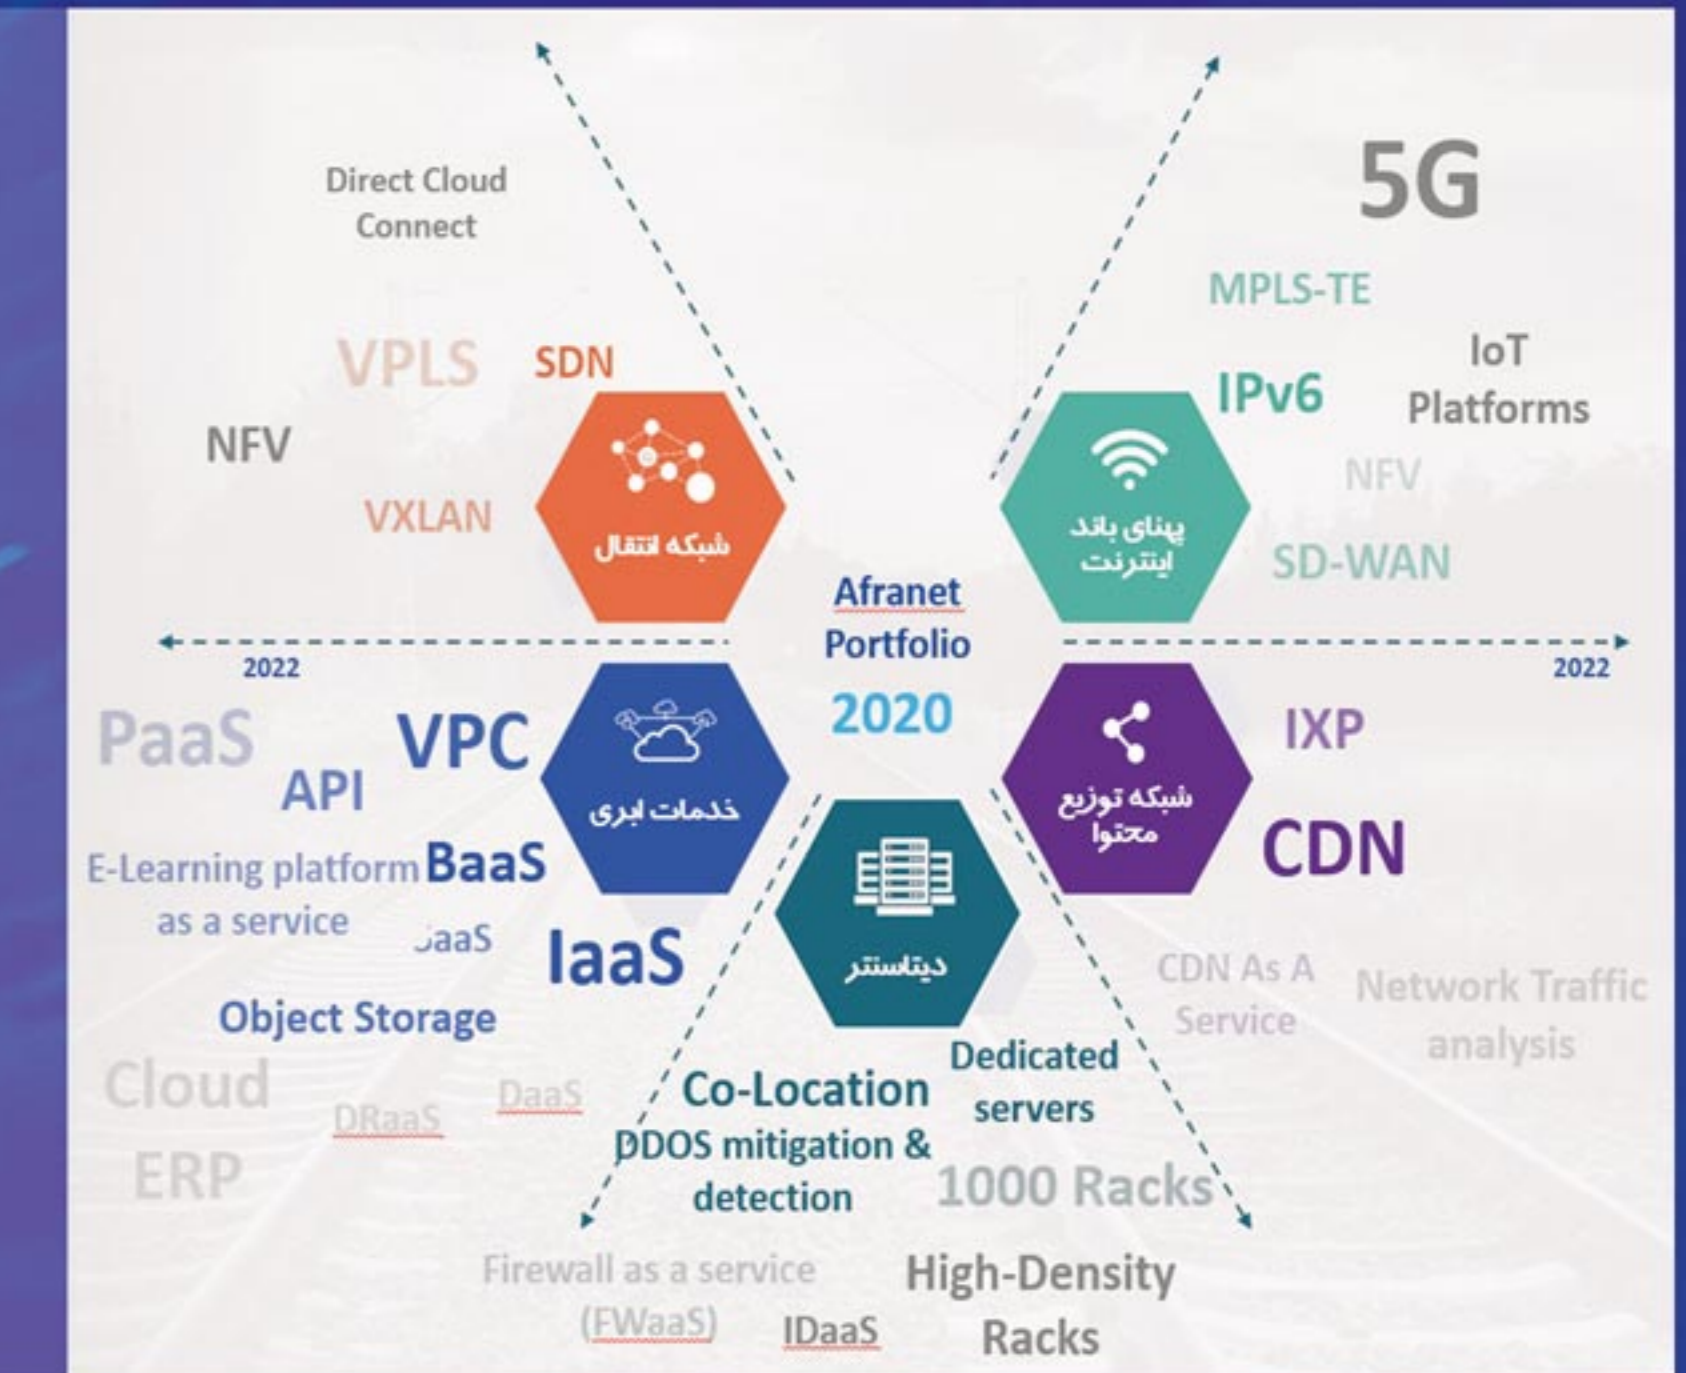 Direct Cloud
Connect
VPLS
SDN
NFV
VXLAN
شبکه انتقال
5G
MPLS-TE
IoT
Platforms
IPv6
NFV
SD-WAN
پهنای باند
اینترنت
Afranet
Portfolio
2020
2022
2022
PaaS
VPC
API
E-Learning platform
as a service
BaaS
IaaS
Object Storage
Cloud
ERP
DRaaS
DaaS
خدمات ابری
شبکه توزیع
محتوا
IXP
CDN
CDN As A
Service
Network Traffic
analysis
دیتاسنتر
Dedicated
servers
Co-Location
DDOS mitigation &
detection
1000 Racks
Firewall as a service
(FWaaS)
IDaaS
High-Density
Racks